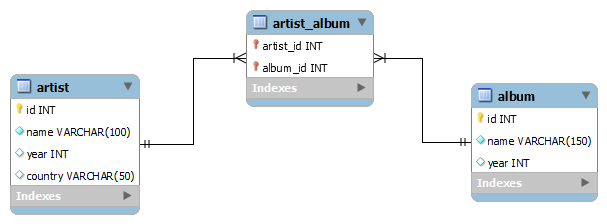 artist_album
artist_id INT
album_id INT
Indexes
artist
id INT
name VARCHAR(100)
year INT
country VARCHAR(50)
Indexes
album
id INT
name VARCHAR(150)
year INT
Indexes